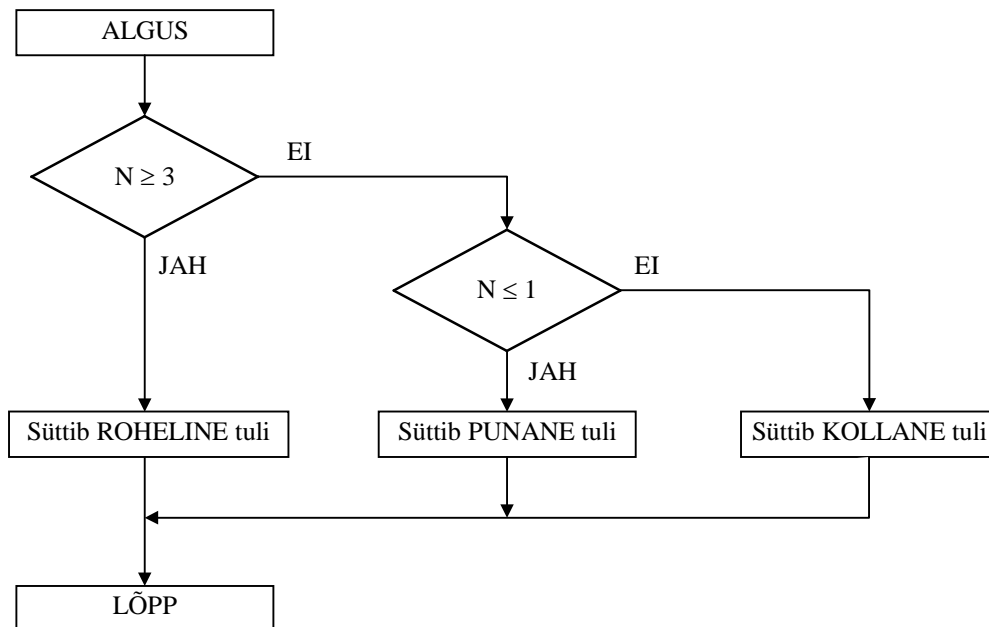 ALGUS
EI
N ≥ 3
JAH
EI
N ≤ 1
JAH
Süttib ROHELINE tuli
Süttib PUNANE tuli
Süttib KOLLANE tuli
LÕPP